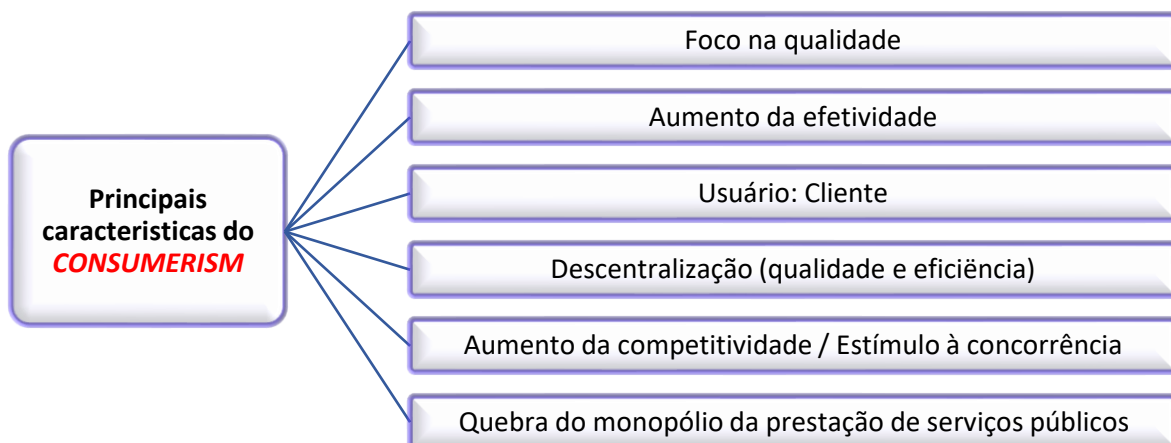 Principais
caracteristicas do
CONSUMERISM
Foco na qualidade
Aumento da efetividade
Usuário: Cliente
Descentralização (qualidade e eficiëncia)
Aumento da competitividade / Estímulo à concorrência
Quebra do monopólio da prestação de serviços públicos